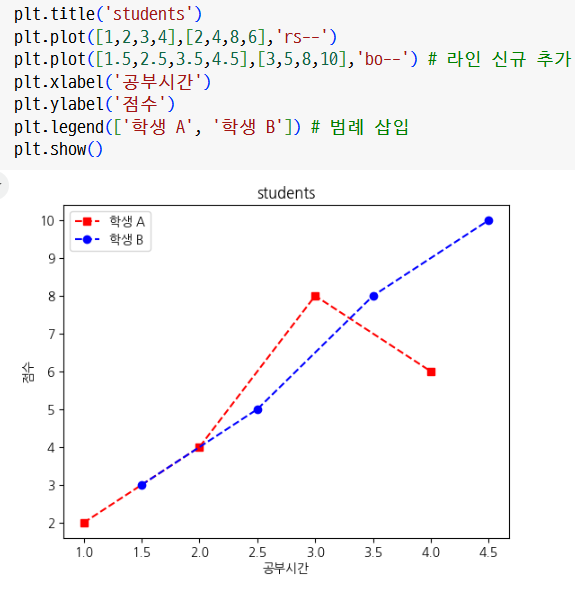 plt.title('students')
plt.plot([1,2,3,4],[2,4,8,6],'rs--')
plt.plot([1.5,2.5,3.5,4.5],[3,5,8,10],'bo--') # 라인 신규 추가
plt.xlabel('공부시간')
plt.ylabel('점수')
plt.legend(['학생 A', '학생 B']) # 범례 삽입
plt.show()
students
학생 A
학생 B
10
9
8
7
6
5
4
3
2
점수
1.0 1.5 2.0 2.5 3.0 3.5 4.0 4.5
공부시간